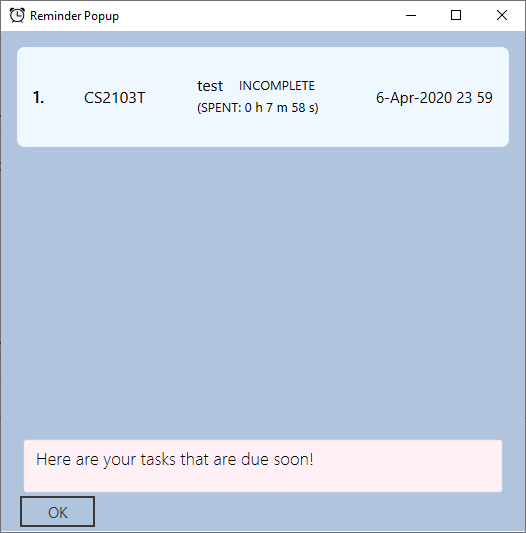 Reminder Popup
1. CS2103T test INCOMPLETE 6-Apr-2020 23 59
(SPENT: 0 h 7 m 58 s)
Here are your tasks that are due soon!
OK